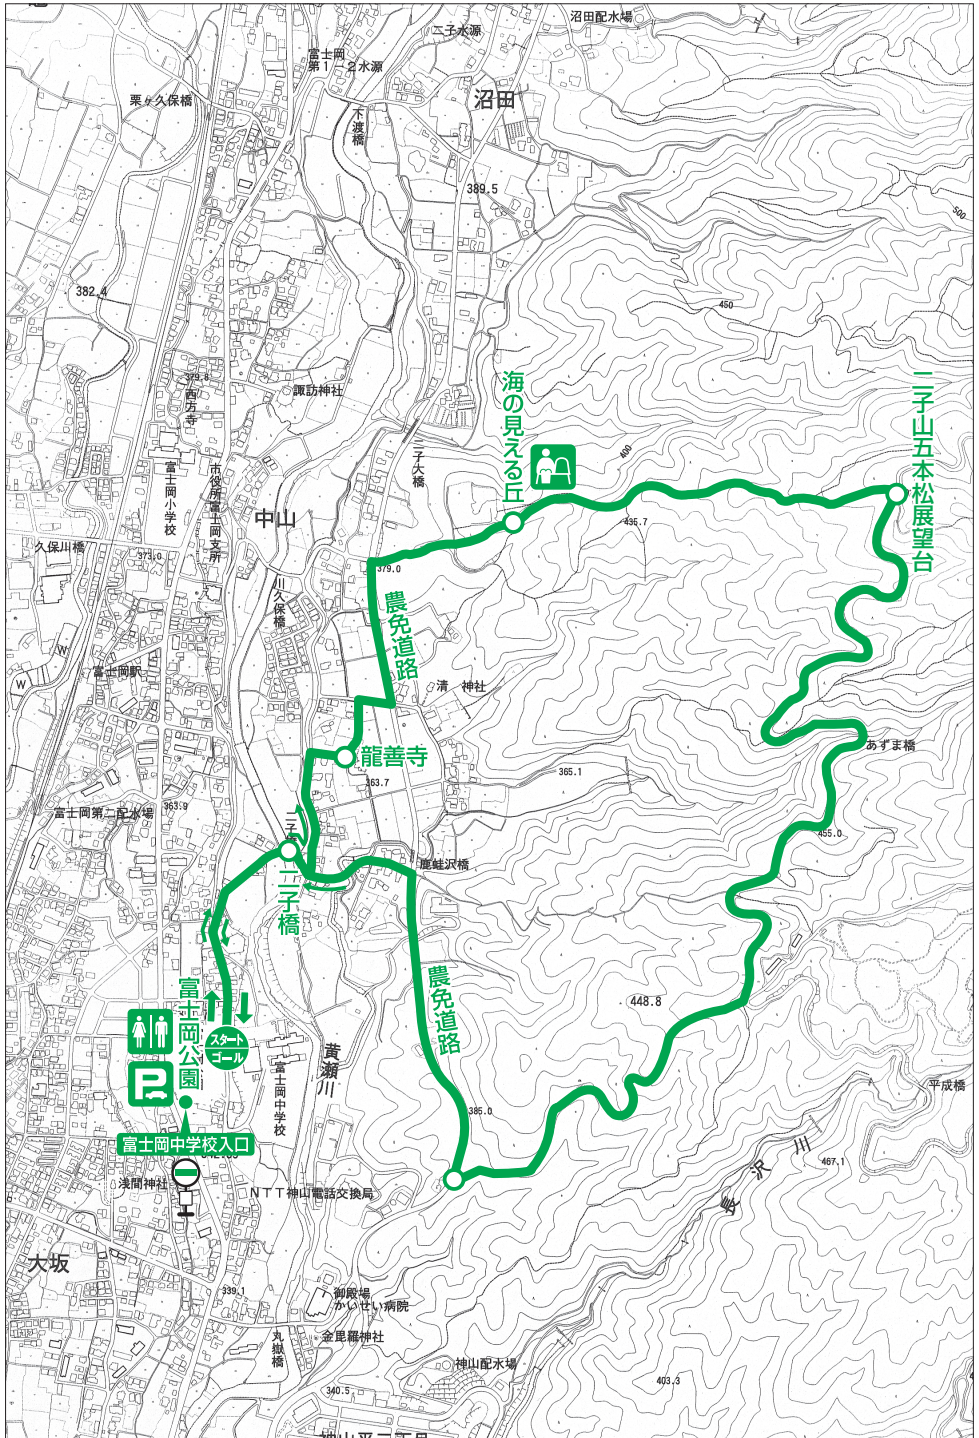 沼田配水場
二子水源
富士岡
第1-2水源
栗ヶ久保橋
沼田
下渡橋
389.5
500
382.4
450
379.8
西方寺
諏訪神社
海の見える丘
二子山五本松展望台
400
二子大橋
富士岡小学校
市役所富士岡支所
中山
435.7
久保川橋
373.0
379.0
川久保橋
農免道路
W
富士岡駅
W
清
神社
あずま橋
龍善寺
365.1
363.7
富士岡第二配水場
363.9
455.0
鹿蛙沢橋
二子橋
農免道路
富士岡公園
448.8
スタート
ゴール
P
黄瀬川
富士岡中学校
平成橋
385.0
富士岡中学校入口
長沢川
467.1
浅間神社
NTT神山電話交換局
大坂
339.1
御殿場
かいせい病院
丸嶽橋
金毘羅神社
神山配水場
340.5
403.3